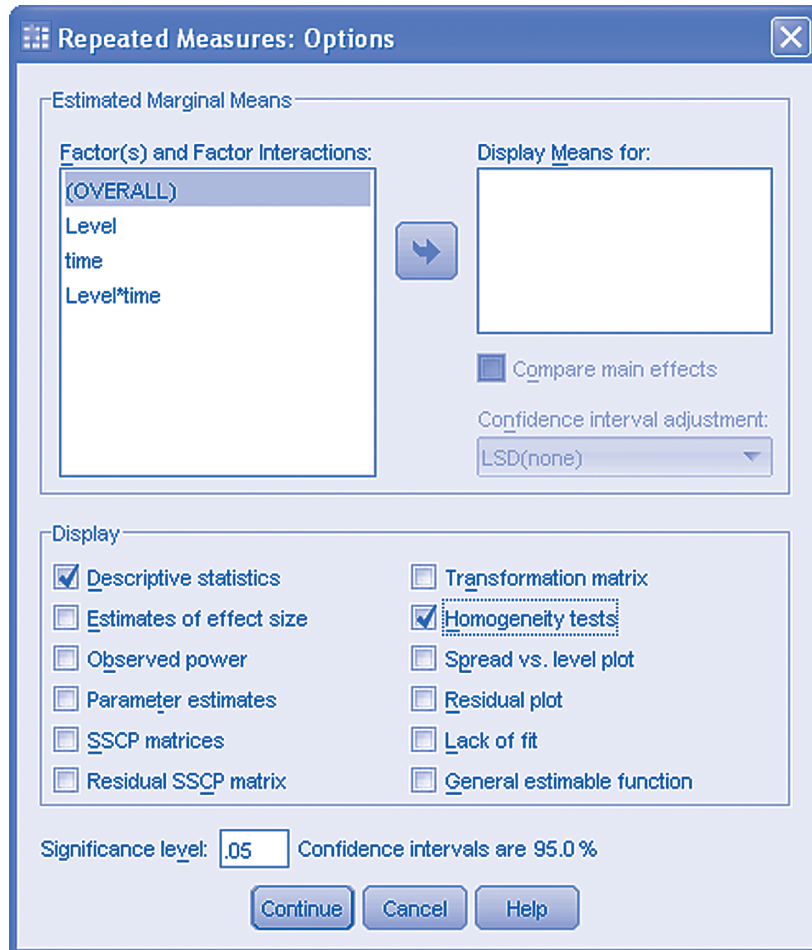 Repeated Measures: Options
Estimated Marginal Means
Factor(s) and Factor Interactions:
(OVERALL)
Level
time
Level*time
Display Means for:
Compare main effects
Confidence interval adjustment:
LSD(none)
Display
Descriptive statistics
Estimates of effect size
Observed power
Parameter estimates
SSCP matrices
Residual SSCP matrix
Transformation matrix
Homogeneity tests
Spread vs. level plot
Residual plot
Lack of fit
General estimable function
Significance level: .05 Confidence intervals are 95.0 %
Continue Cancel Help